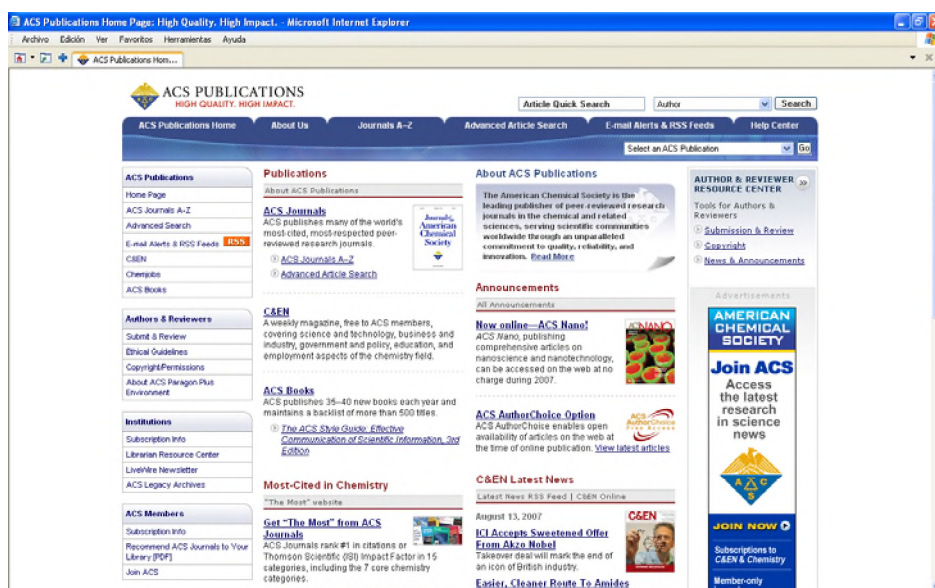 ACS Publications Home Page: High Quality. High Impact. - Microsoft Internet Explorer
Archivo Edición Ver Favoritos Herramientas Ayuda
ACS Publications Hom...
ACS PUBLICATIONS
HIGH QUALITY. HIGH IMPACT.
Article Quick Search Author Search
ACS Publications Home About Us Journals A–Z Advanced Article Search E-mail Alerts & RSS Feeds Help Center
Select an ACS Publication Go
ACS Publications
Home Page
ACS Journals A-Z
Advanced Search
E-mail Alerts & RSS Feeds RSS
C&EN
Chemjobs
ACS Books
Authors & Reviewers
Submit & Review
Ethical Guidelines
Copyright/Permissions
About ACS Paragon Plus
Environment
Institutions
Subscription Info
Librarian Resource Center
LiveWire Newsletter
ACS Legacy Archives
ACS Members
Subscription Info
Recommend ACS Journals to Your
Library [PDF]
Join ACS
Publications
About ACS Publications
ACS Journals
ACS publishes many of the world's
most-cited, most-respected peer-
reviewed research journals.
ACS Journals A–Z
Advanced Article Search
Journal of
American
Chemical
Society
C&EN
A weekly magazine, free to ACS members,
covering science and technology, business and
industry, government and policy, education, and
employment aspects of the chemistry field.
ACS Books
ACS publishes 35–40 new books each year and
maintains a backlist of more than 500 titles.
The ACS Style Guide: Effective
Communication of Scientific Information, 3rd
Edition
Most-Cited in Chemistry
"The Most" website
Get "The Most" from ACS
Journals
ACS Journals rank #1 in citations or
Thomson Scientific (ISI) Impact Factor in 15
categories, including the 7 core chemistry
categories.
About ACS Publications
The American Chemical Society is the
leading publisher of peer-reviewed research
journals in the chemical and related
sciences, serving scientific communities
worldwide through an unparalleled
commitment to quality, reliability, and
innovation. Read More
Announcements
All Announcements
Now online—ACS Nano!
ACS Nano, publishing
comprehensive articles on
nanoscience and nanotechnology,
can be accessed on the web at no
charge during 2007.
ACS NANO
ACS AuthorChoice Option
ACS AuthorChoice enables open
availability of articles on the web at
the time of online publication. View latest articles
ACS
AuthorChoice
Free Access
C&EN Latest News
Latest News RSS Feed | C&EN Online
August 13, 2007
ICI Accepts Sweetened Offer
From Akzo Nobel
Takeover deal will mark the end of
an icon of British industry.
Easier, Cleaner Route To Amides
C&EN
AUTHOR & REVIEWER
RESOURCE CENTER
Tools for Authors &
Reviewers
Submission & Review
Copyright
News & Announcements
Advertisements
AMERICAN
CHEMICAL
SOCIETY
Join ACS
Access
the latest
research
in science
news
A C S
JOIN NOW
Subscriptions to
C&EN & Chemistry
Member-only